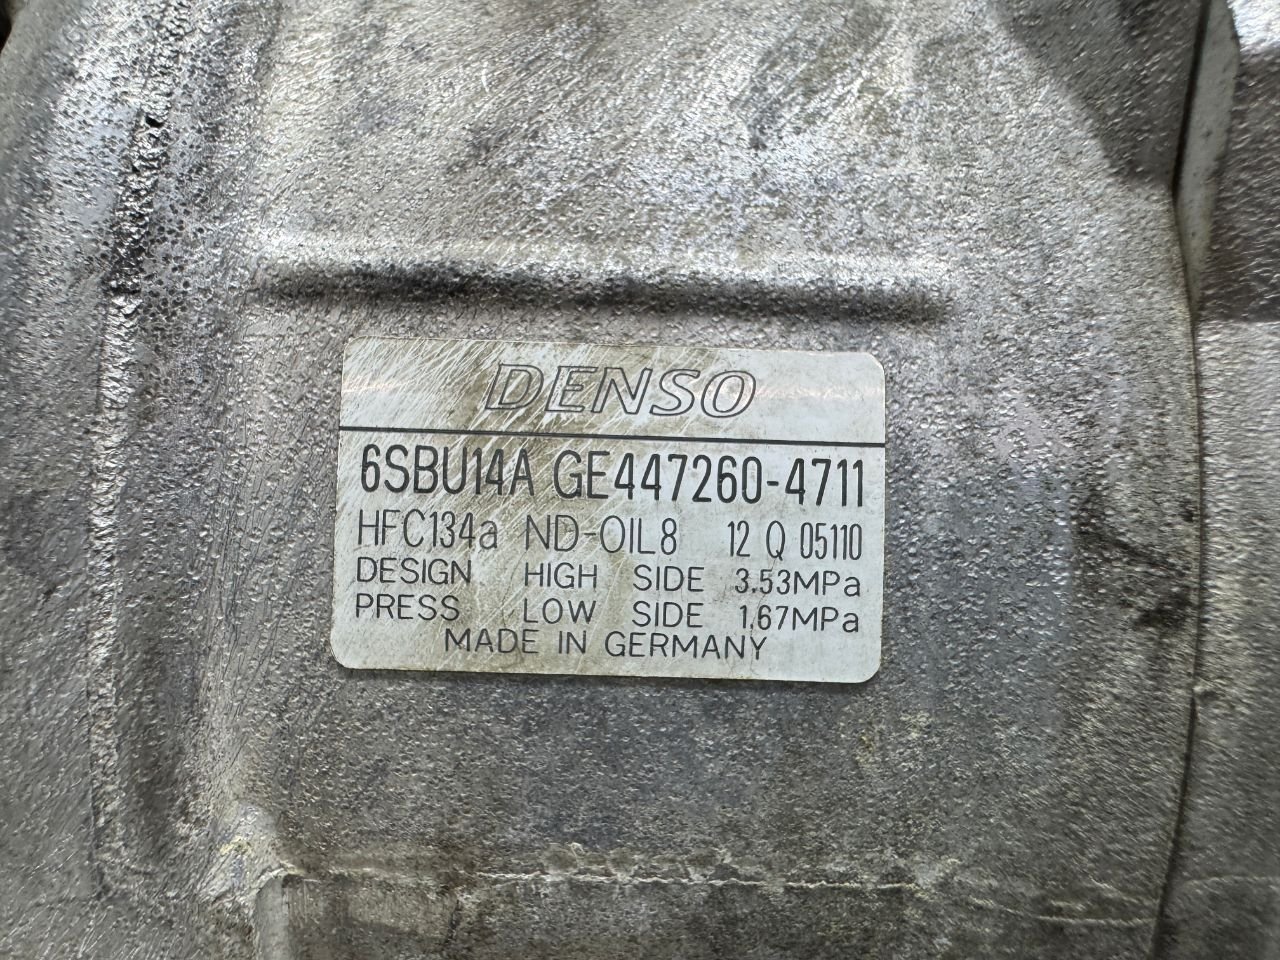 DENSO
6SBU14A GE447260-4711
HFC134a ND-OIL8 12 Q 05110
DESIGN HIGH SIDE 3.53MPa
PRESS LOW SIDE 1.67MPa
MADE IN GERMANY